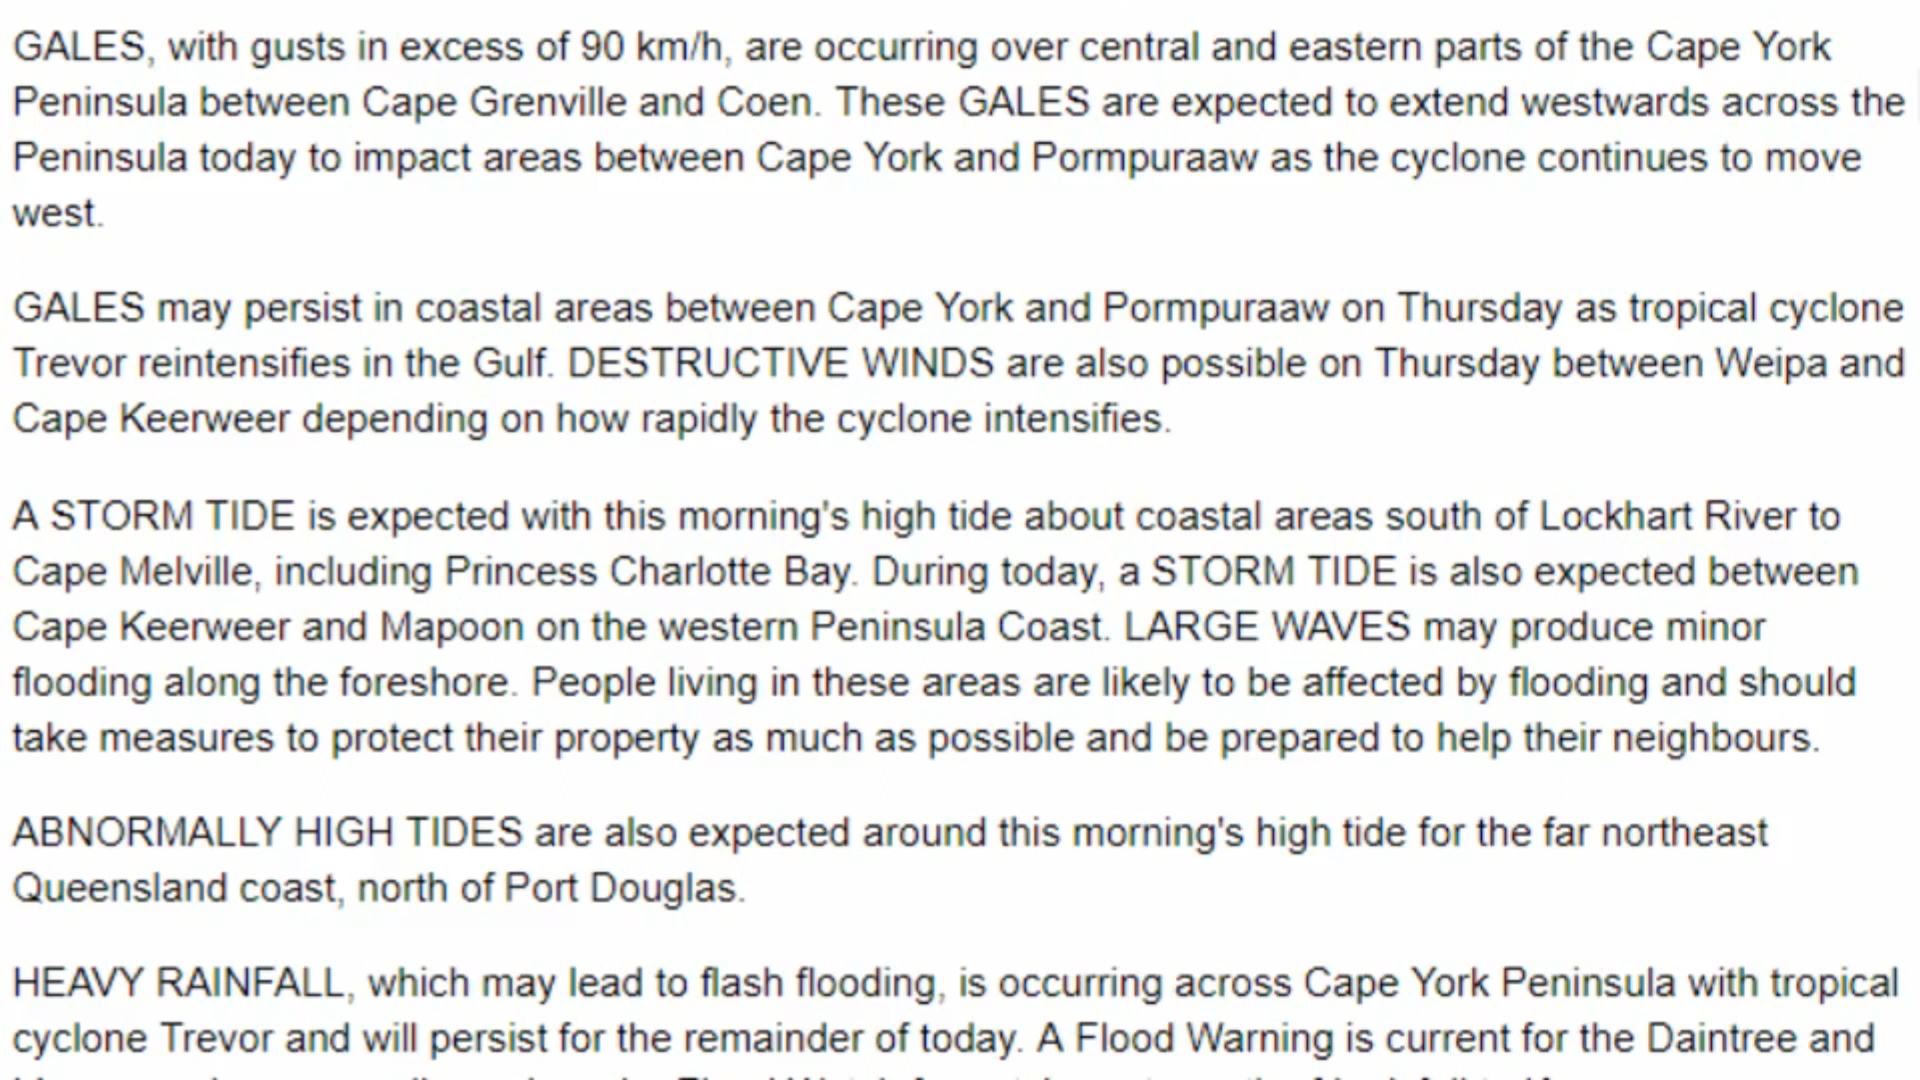 GALES, with gusts in excess of 90 km/h, are occurring over central and eastern parts of the Cape York
Peninsula between Cape Grenville and Coen. These GALES are expected to extend westwards across the
Peninsula today to impact areas between Cape York and Pormpuraaw as the cyclone continues to move
west.
GALES may persist in coastal areas between Cape York and Pormpuraaw on Thursday as tropical cyclone
Trevor reintensifies in the Gulf. DESTRUCTIVE WINDS are also possible on Thursday between Weipa and
Cape Keerweer depending on how rapidly the cyclone intensifies.
A STORM TIDE is expected with this morning's high tide about coastal areas south of Lockhart River to
Cape Melville, including Princess Charlotte Bay. During today, a STORM TIDE is also expected between
Cape Keerweer and Mapoon on the western Peninsula Coast. LARGE WAVES may produce minor
flooding along the foreshore. People living in these areas are likely to be affected by flooding and should
take measures to protect their property as much as possible and be prepared to help their neighbours.
ABNORMALLY HIGH TIDES are also expected around this morning's high tide for the far northeast
Queensland coast, north of Port Douglas.
HEAVY RAINFALL, which may lead to flash flooding, is occurring across Cape York Peninsula with tropical
cyclone Trevor and will persist for the remainder of today. A Flood Warning is current for the Daintree and